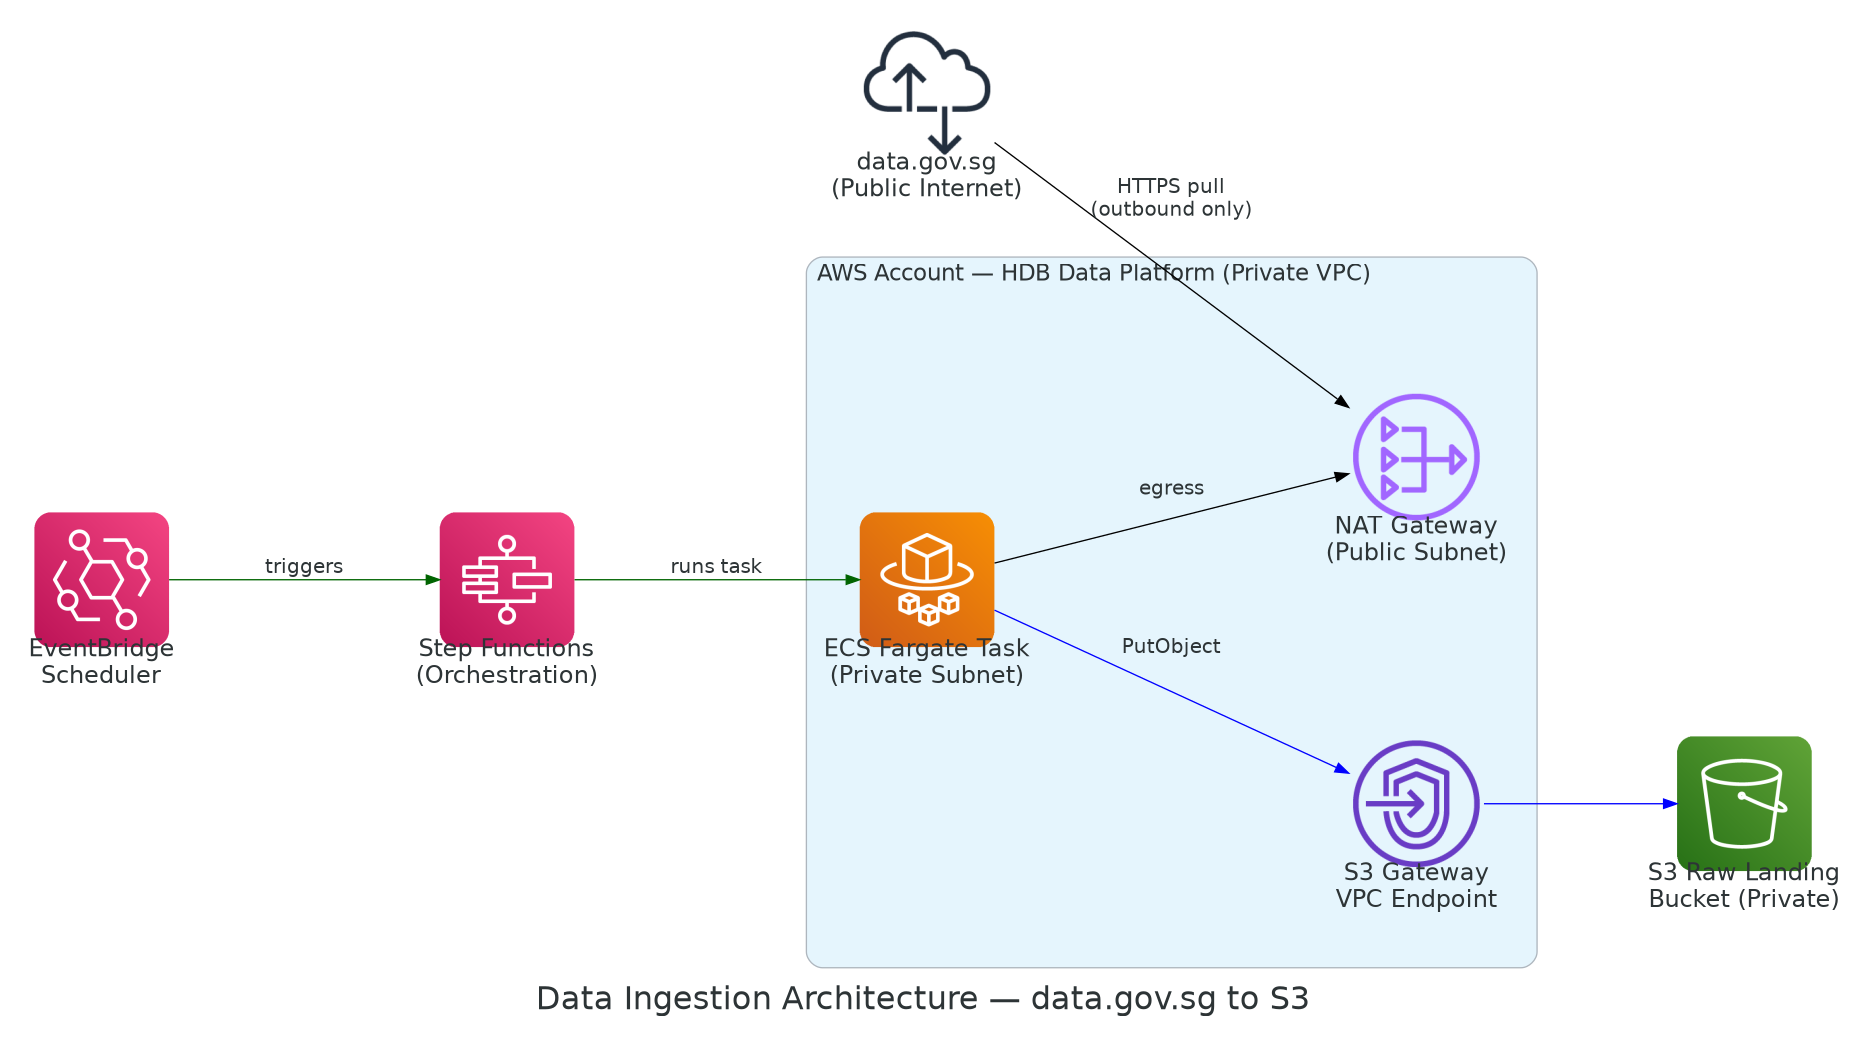 data.gov.sg
(Public Internet)
HTTPS pull
(outbound only)
AWS Account — HDB Data Platform (Private VPC)
egress
NAT Gateway
(Public Subnet)
triggers
runs task
EventBridge
Scheduler
Step Functions
(Orchestration)
ECS Fargate Task
(Private Subnet)
PutObject
S3 Gateway
VPC Endpoint
S3 Raw Landing
Bucket (Private)
Data Ingestion Architecture — data.gov.sg to S3